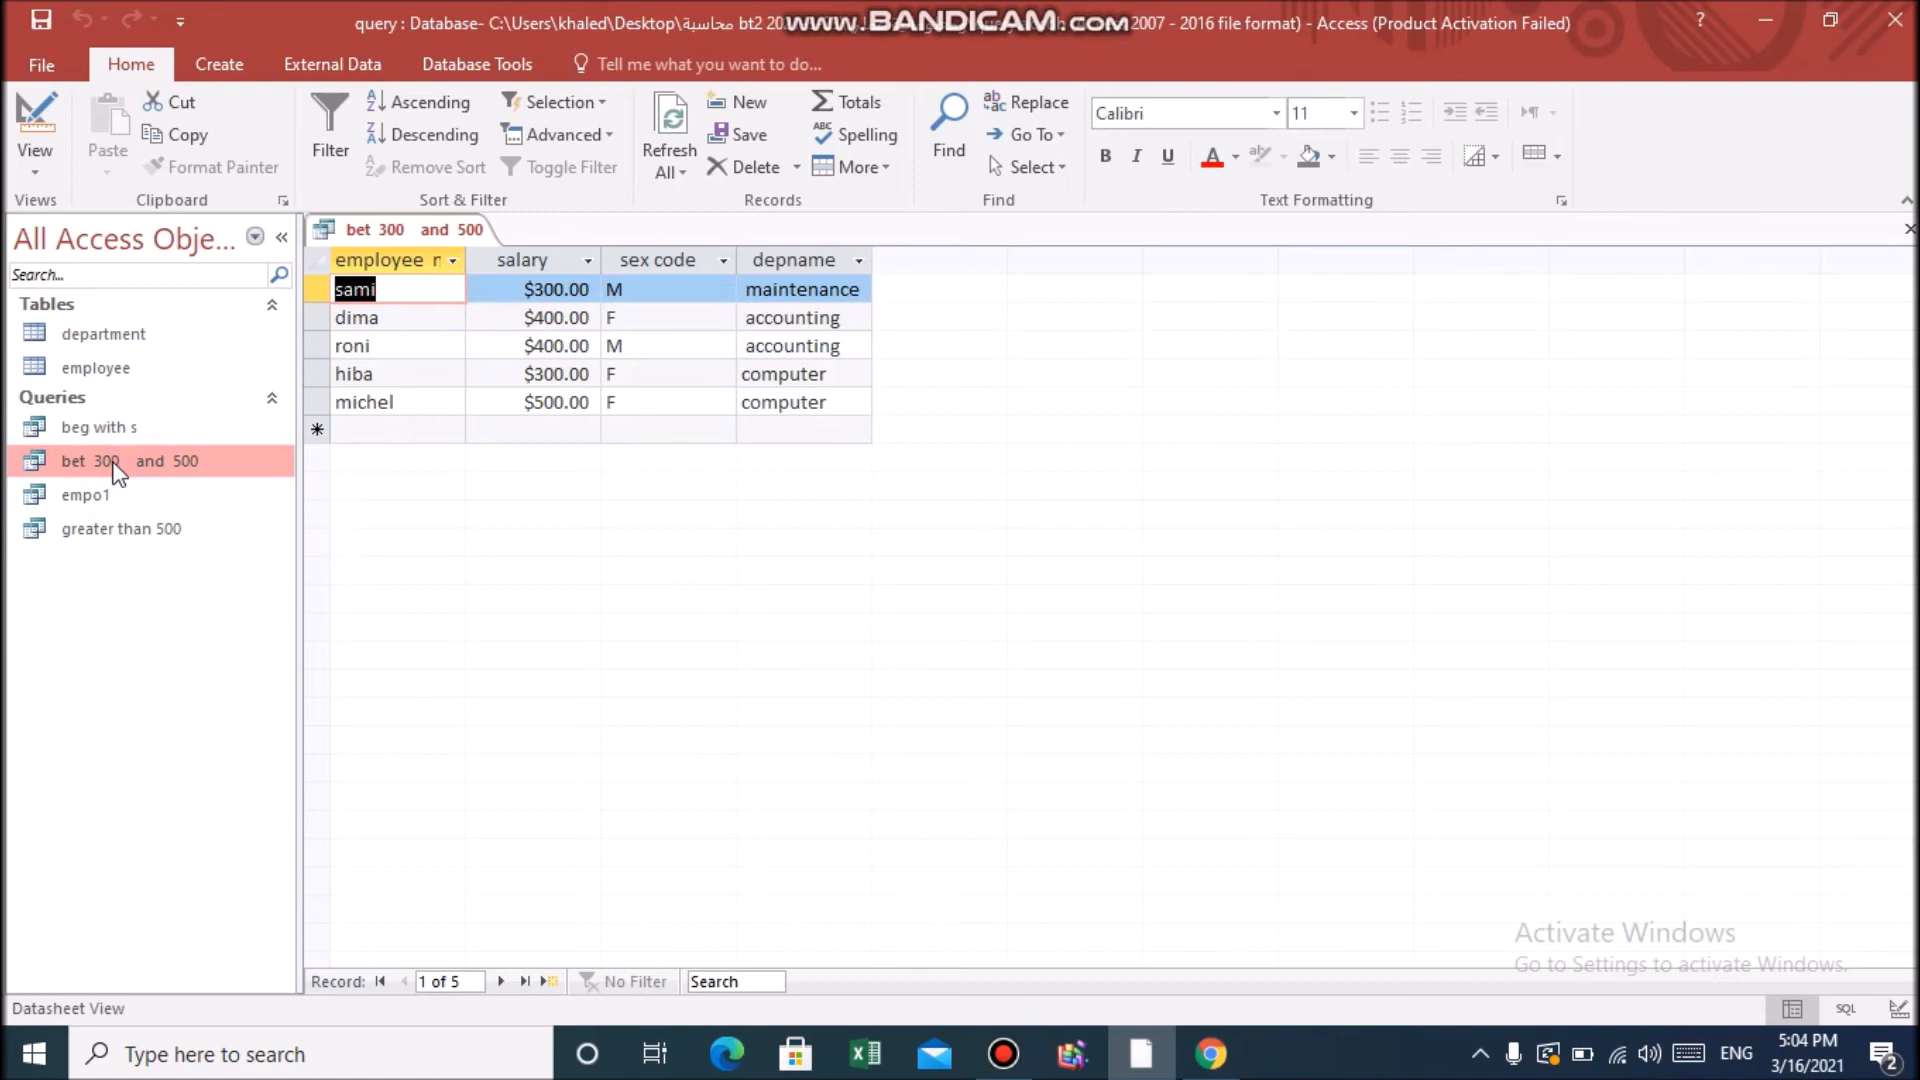 query : Database- C:\Users\khaled\Desktop\محاسبة bt2 20
www.BANDICAM.com
2007 - 2016 file format) - Access (Product Activation Failed)
?
File
Home
Create
External Data
Database Tools
Tell me what you want to do...
View
Paste
Cut
Copy
Format Painter
Filter
Ascending
Descending
Remove Sort
Selection
Advanced
Toggle Filter
Refresh All
New
Save
Delete
Totals
Spelling
More
Find
Replace
Go To
Select
Calibri
11
B I U A
Views
Clipboard
Sort & Filter
Records
Find
Text Formatting
All Access Obje...
Search...
Tables
department
employee
Queries
beg with s
bet 300 and 500
empo1
greater than 500
bet 300 and 500
employee n salary sex code depname
sami $300.00 M maintenance
dima $400.00 F accounting
roni $400.00 M accounting
hiba $300.00 F computer
michel $500.00 F computer
Activate Windows
Go to Settings to activate Windows.
Record: 1 of 5 No Filter Search
Datasheet View
SQL
Type here to search
ENG
5:04 PM
3/16/2021
2